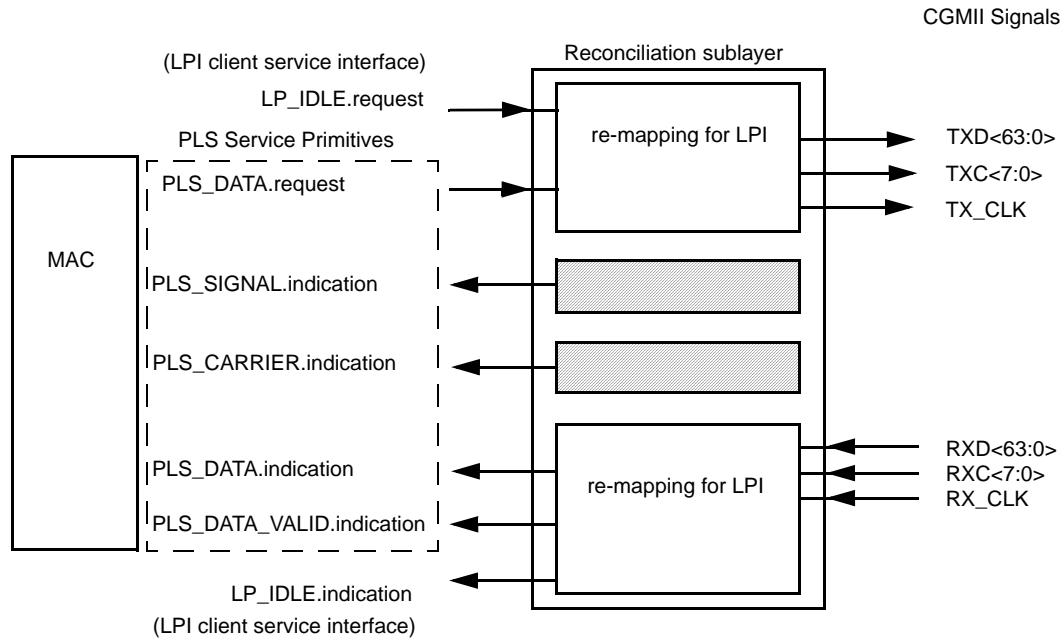 CGMII Signals
(LPI client service interface)
Reconciliation sublayer
LP_IDLE.request
re-mapping for LPI
TXD<63:0>
PLS Service Primitives
TXC<7:0>
PLS_DATA.request
TX_CLK
MAC
PLS_SIGNAL.indication
PLS_CARRIER.indication
RXD<63:0>
PLS_DATA.indication
RXC<7:0>
re-mapping for LPI
RX_CLK
PLS_DATA_VALID.indication
LP_IDLE.indication
(LPI client service interface)